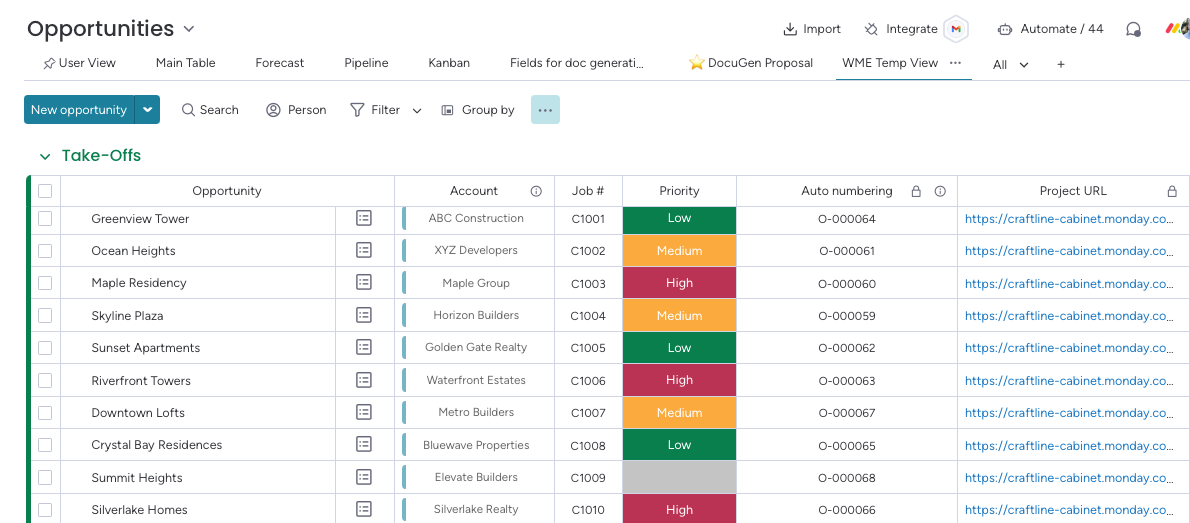 Opportunities
Import
Integrate
Automate / 44
User View
Main Table
Forecast
Pipeline
Kanban
Fields for doc generati...
DocuGen Proposal
WME Temp View
All
New opportunity
Search
Person
Filter
Group by
Take-Offs
Opportunity Account Job # Priority Auto numbering Project URL
Greenview Tower ABC Construction C1001 Low O-000064 https://craftline-cabinet.monday.co...
Ocean Heights XYZ Developers C1002 Medium O-000061 https://craftline-cabinet.monday.co...
Maple Residency Maple Group C1003 High O-000060 https://craftline-cabinet.monday.co...
Skyline Plaza Horizon Builders C1004 Medium O-000059 https://craftline-cabinet.monday.co...
Sunset Apartments Golden Gate Realty C1005 Low O-000062 https://craftline-cabinet.monday.co...
Riverfront Towers Waterfront Estates C1006 High O-000063 https://craftline-cabinet.monday.co...
Downtown Lofts Metro Builders C1007 Medium O-000067 https://craftline-cabinet.monday.co...
Crystal Bay Residences Bluewave Properties C1008 Low O-000065 https://craftline-cabinet.monday.co...
Summit Heights Elevate Builders C1009 O-000068 https://craftline-cabinet.monday.co...
Silverlake Homes Silverlake Realty C1010 High O-000066 https://craftline-cabinet.monday.co...